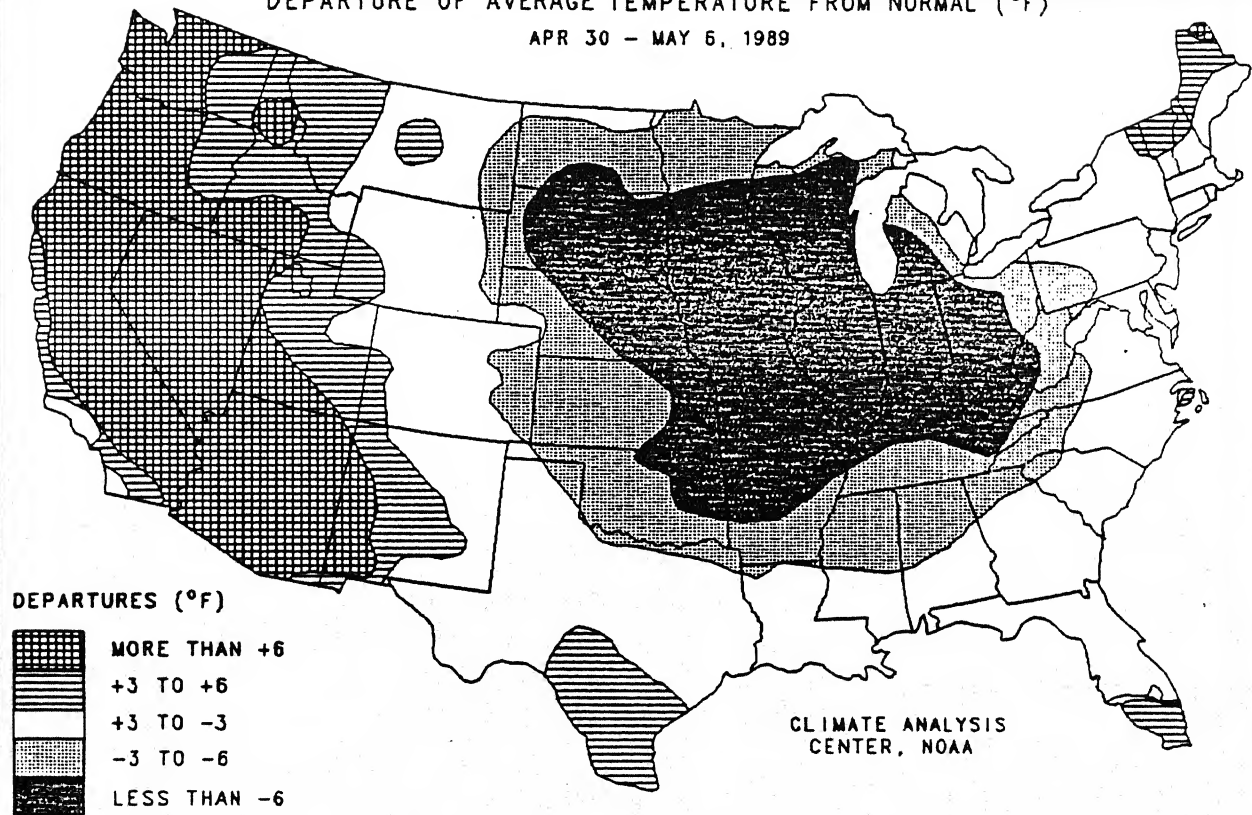 DEPARTURE OF AVERAGE TEMPERATURE FROM NORMAL (°F)
APR 30 – MAY 6, 1989
DEPARTURES (°F)
MORE THAN +6
+3 TO +6
+3 TO -3
-3 TO -6
LESS THAN -6
CLIMATE ANALYSIS
CENTER, NOAA